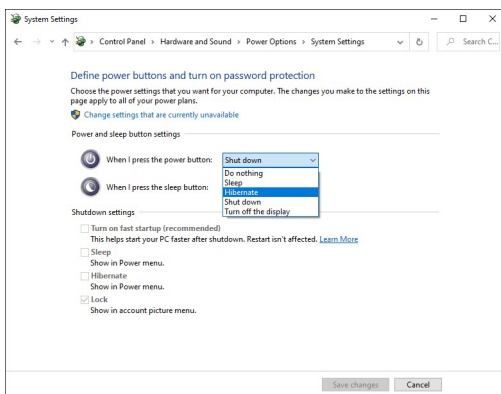 System Settings
Control Panel > Hardware and Sound > Power Options > System Settings
Search C...
Define power buttons and turn on password protection
Choose the power settings that you want for your computer. The changes you make to the settings on this
page apply to all of your power plans.
Change settings that are currently unavailable
Power and sleep button settings
When I press the power button: Shut down
Do nothing
Sleep
When I press the sleep button: Hibernate
Shut down
Turn off the display
Shutdown settings
Turn on fast startup (recommended)
This helps start your PC faster after shutdown. Restart isn't affected. Learn More
Sleep
Show in Power menu.
Hibernate
Show in Power menu.
Lock
Show in account picture menu.
Save changes Cancel